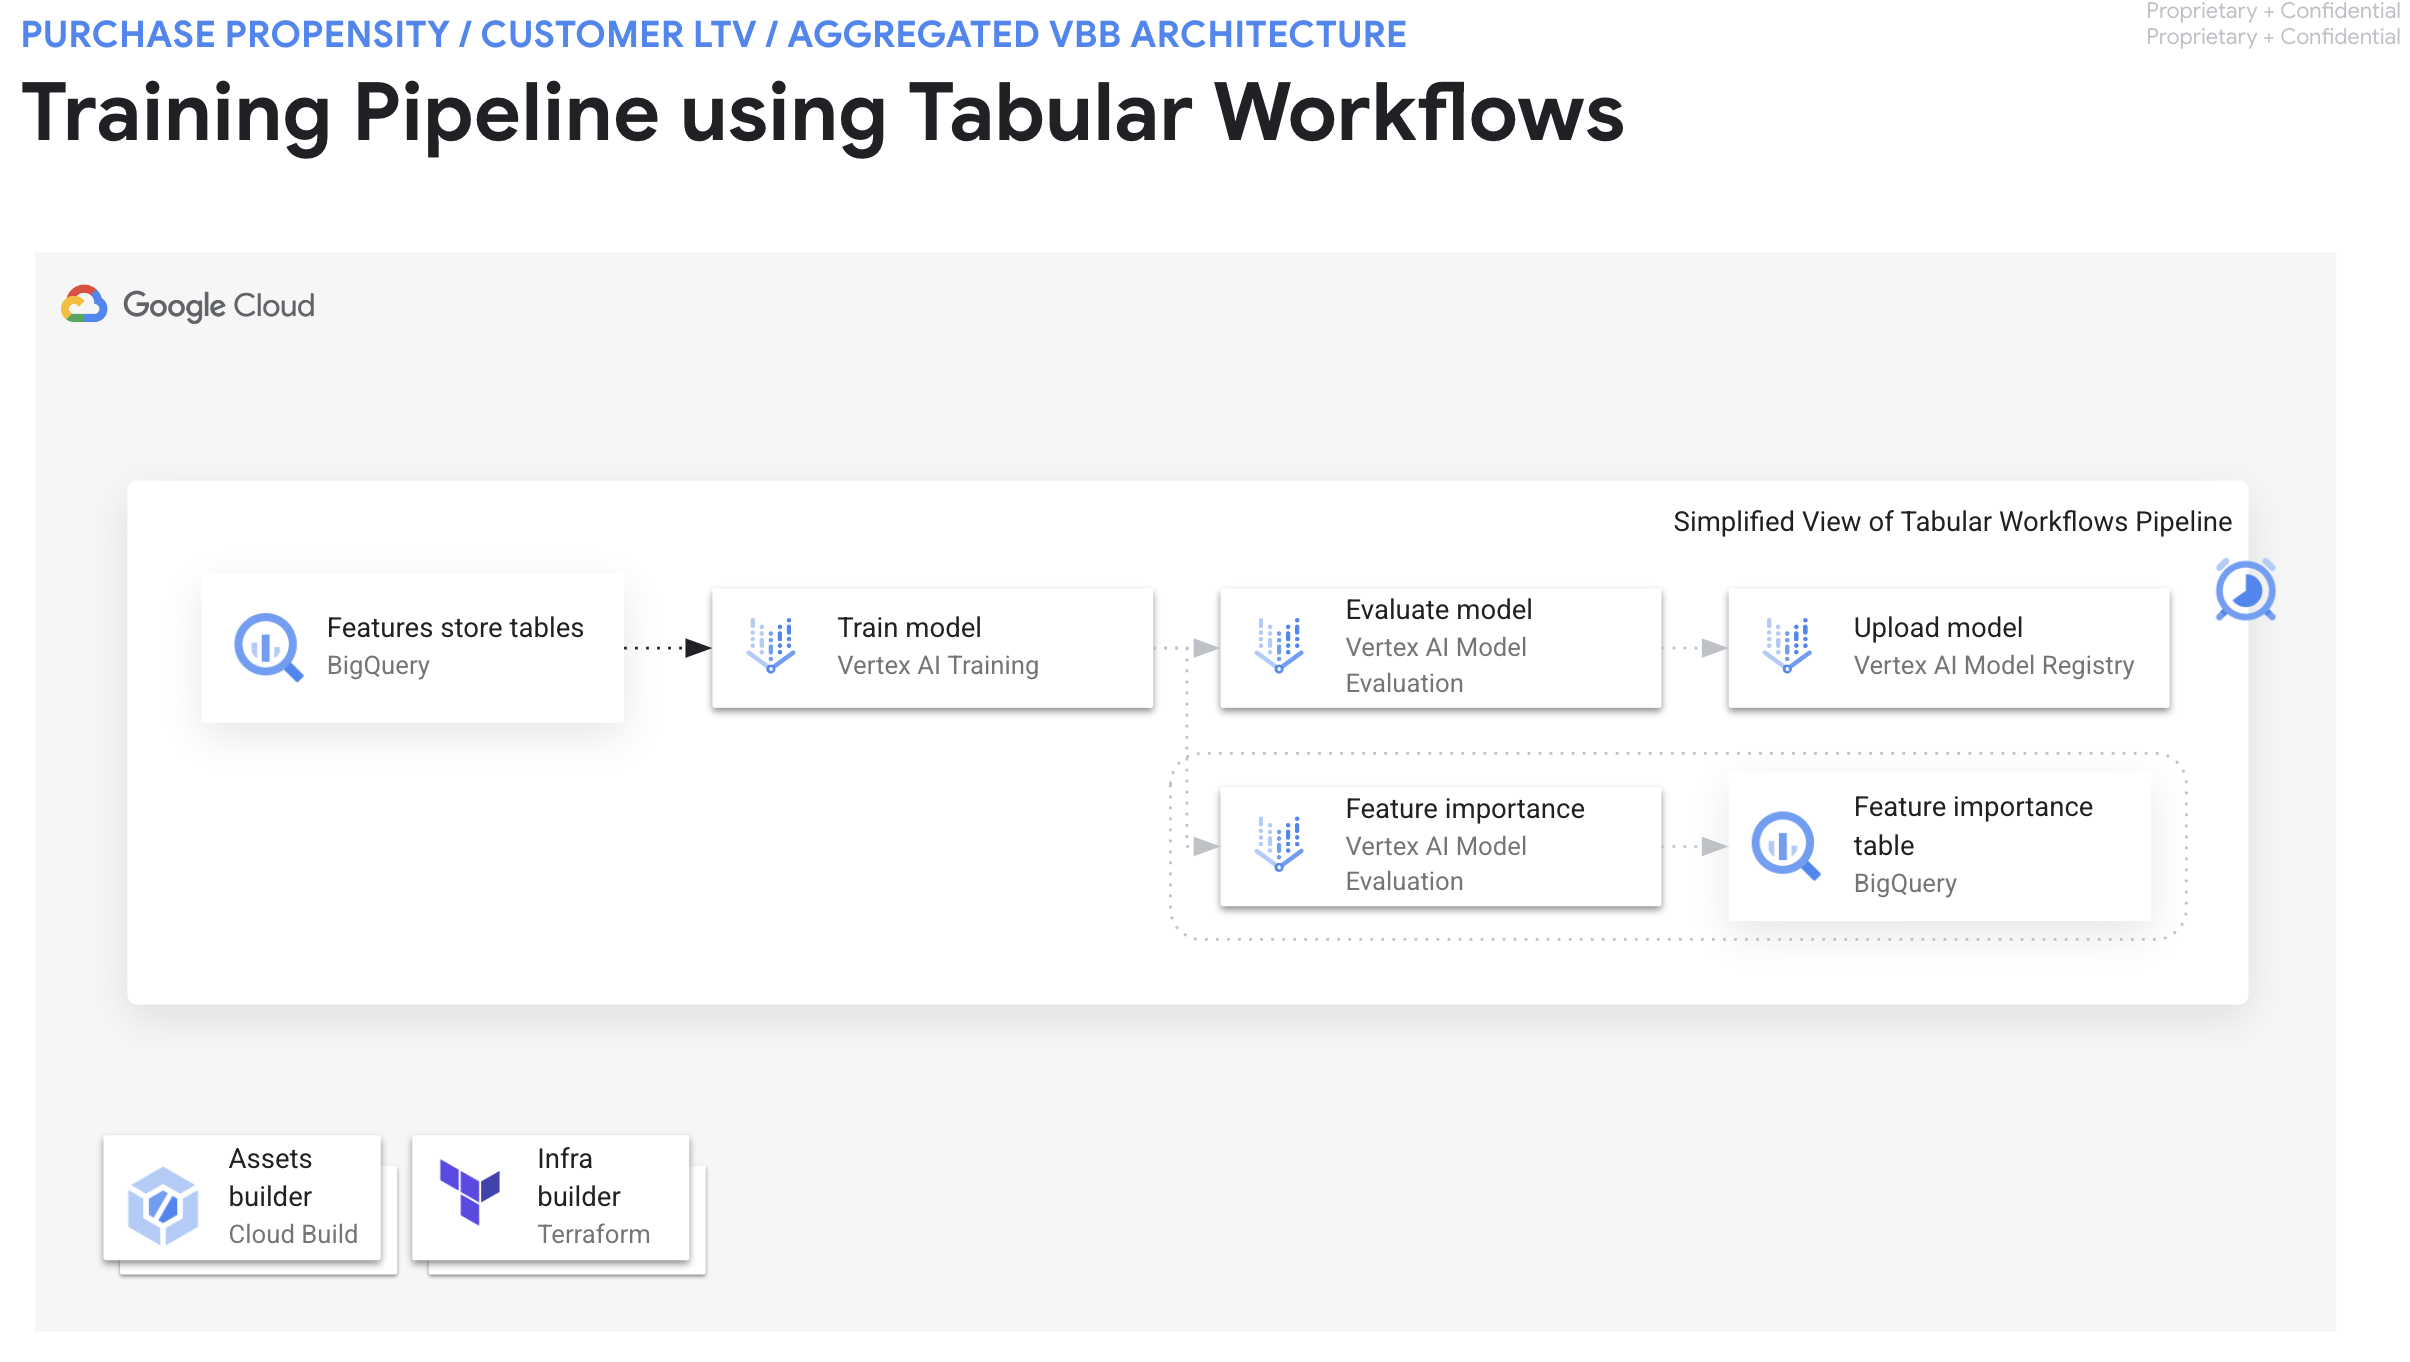 Proprietary + Confidential
Proprietary + Confidential
PURCHASE PROPENSITY / CUSTOMER LTV / AGGREGATED VBB ARCHITECTURE
Training Pipeline using Tabular Workflows
Google Cloud
Simplified View of Tabular Workflows Pipeline
Features store tables
BigQuery
Train model
Vertex AI Training
Evaluate model
Vertex AI Model
Evaluation
Upload model
Vertex AI Model Registry
Feature importance
Vertex AI Model
Evaluation
Feature importance
table
BigQuery
Assets
builder
Cloud Build
Infra
builder
Terraform